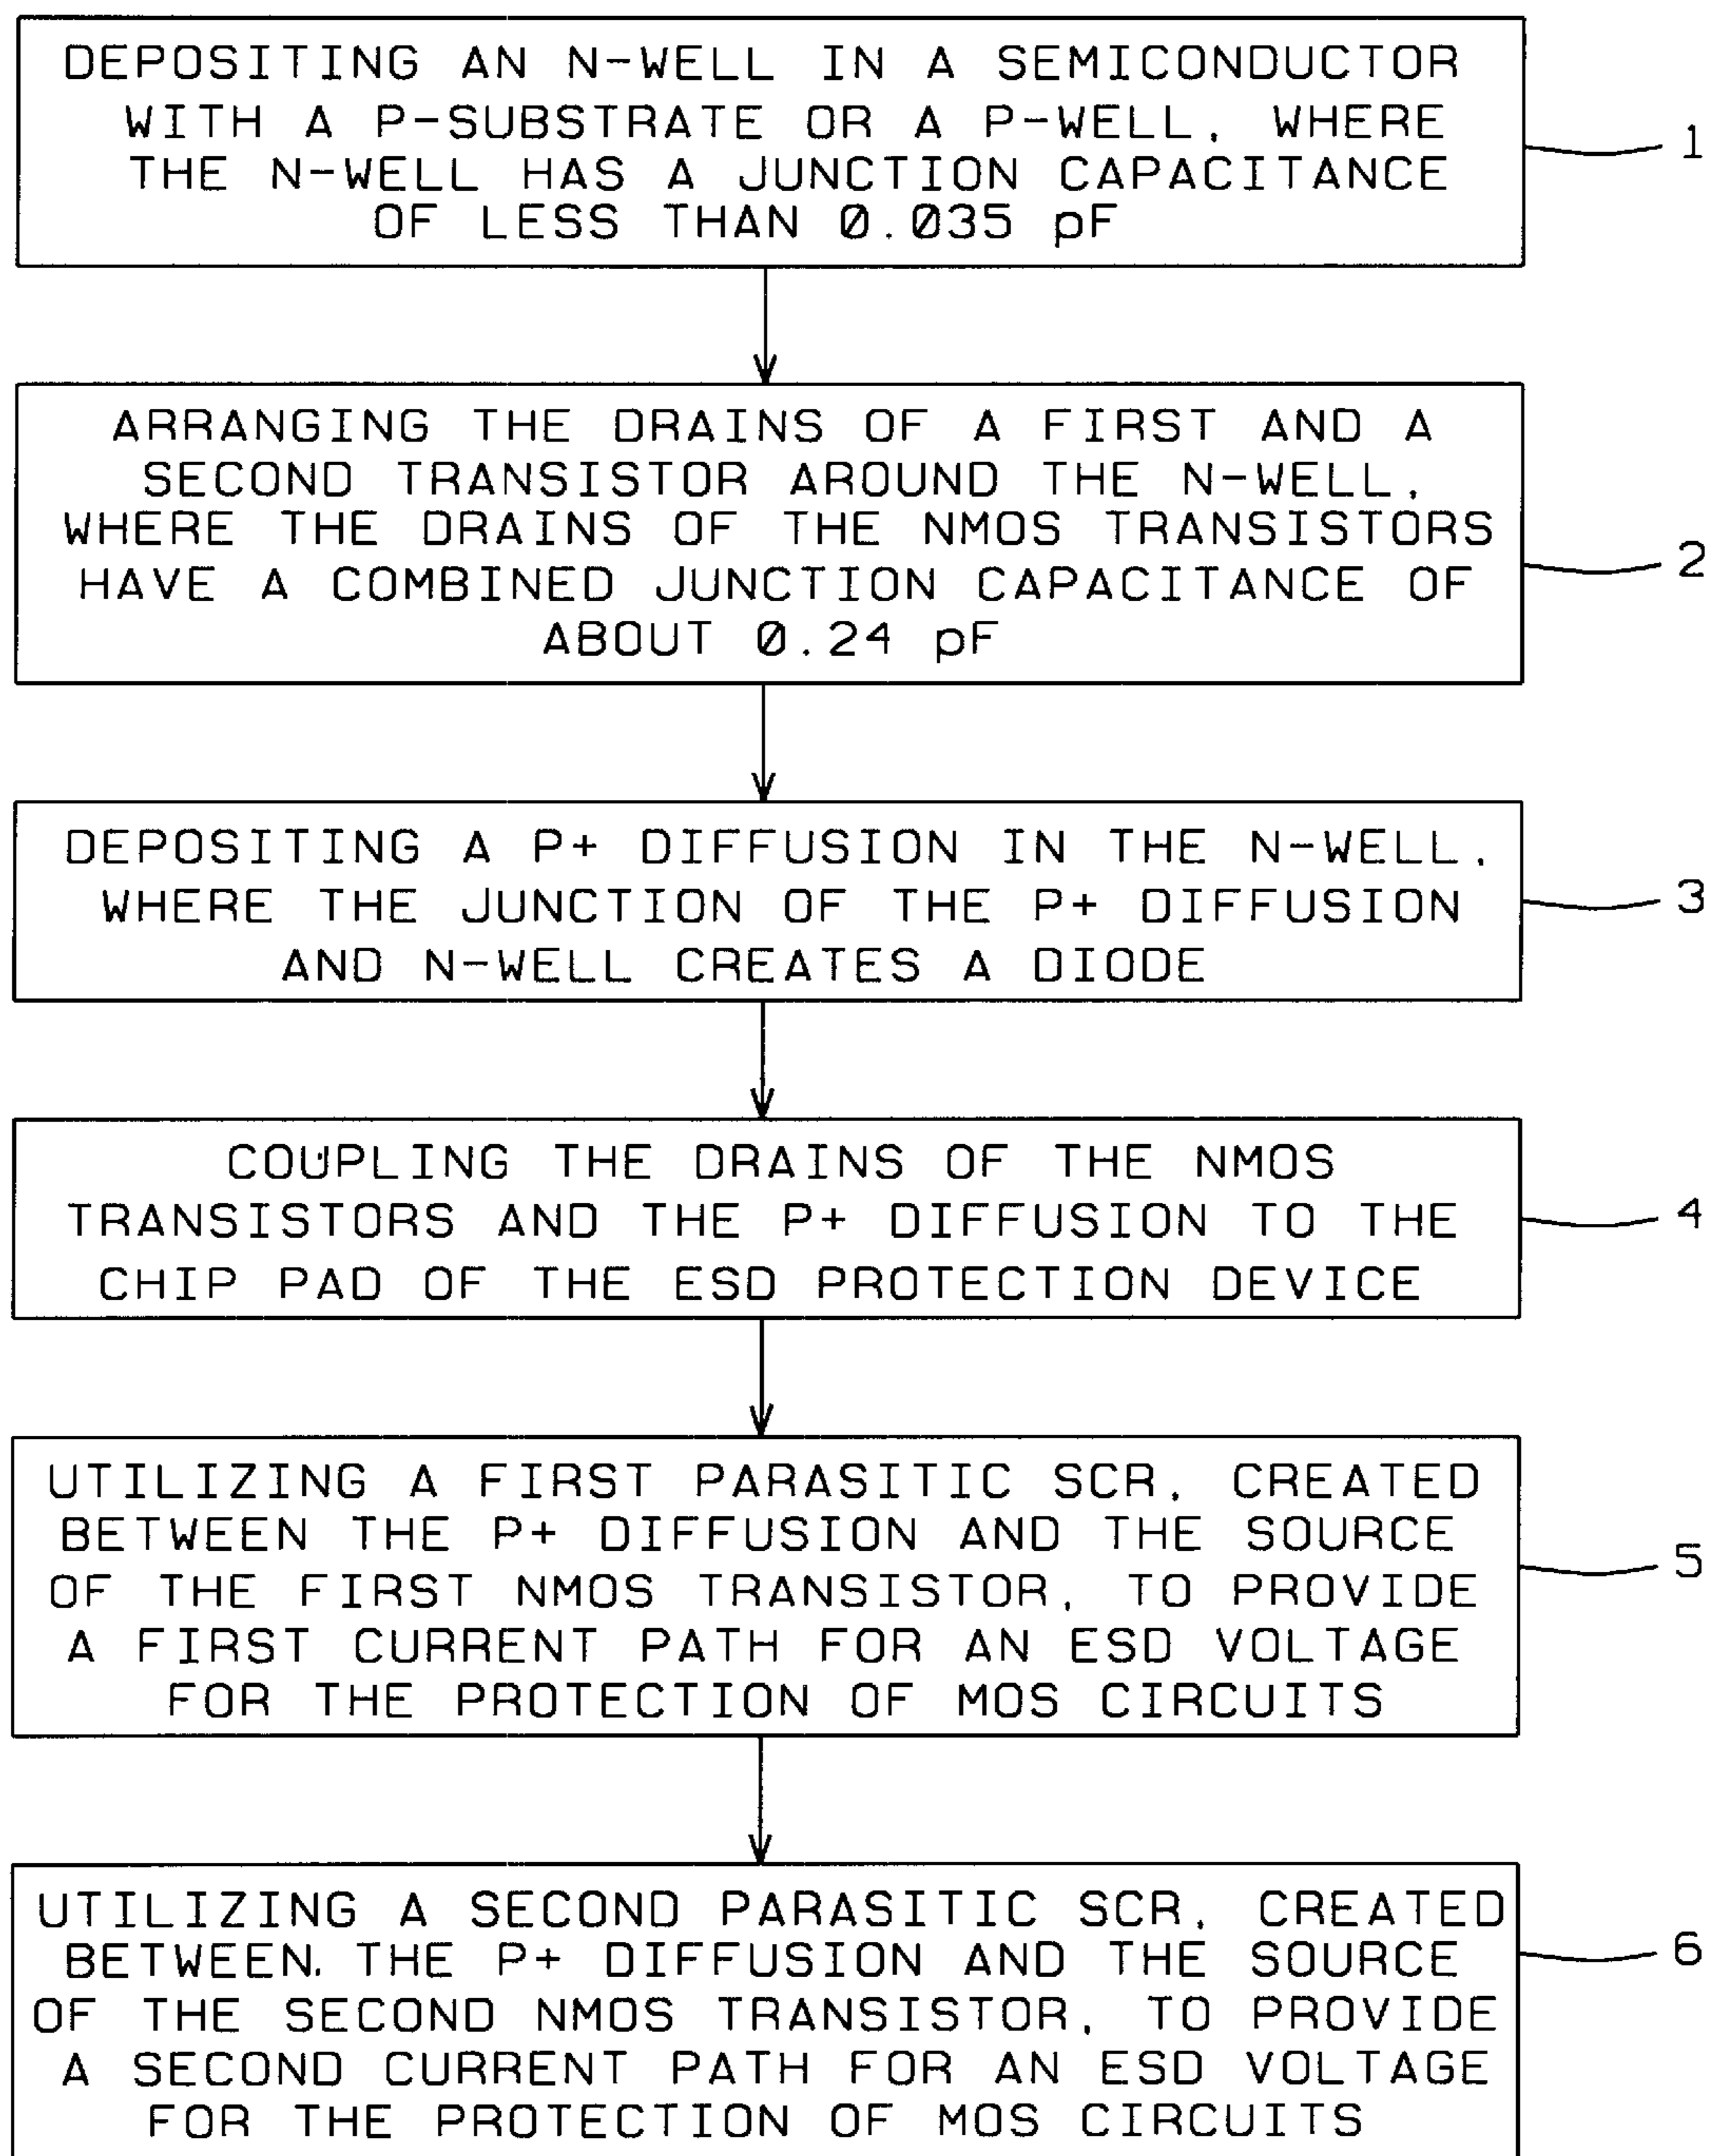 DEPOSITING AN N-WELL IN A SEMICONDUCTOR
WITH A P-SUBSTRATE OR A P-WELL, WHERE
THE N-WELL HAS A JUNCTION CAPACITANCE
OF LESS THAN 0.035 pF
1
ARRANGING THE DRAINS OF A FIRST AND A
SECOND TRANSISTOR AROUND THE N-WELL,
WHERE THE DRAINS OF THE NMOS TRANSISTORS
HAVE A COMBINED JUNCTION CAPACITANCE OF
ABOUT 0.24 pF
2
DEPOSITING A P+ DIFFUSION IN THE N-WELL,
WHERE THE JUNCTION OF THE P+ DIFFUSION
AND N-WELL CREATES A DIODE
3
COUPLING THE DRAINS OF THE NMOS
TRANSISTORS AND THE P+ DIFFUSION TO THE
CHIP PAD OF THE ESD PROTECTION DEVICE
4
UTILIZING A FIRST PARASITIC SCR, CREATED
BETWEEN THE P+ DIFFUSION AND THE SOURCE
OF THE FIRST NMOS TRANSISTOR, TO PROVIDE
A FIRST CURRENT PATH FOR AN ESD VOLTAGE
FOR THE PROTECTION OF MOS CIRCUITS
5
UTILIZING A SECOND PARASITIC SCR, CREATED
BETWEEN. THE P+ DIFFUSION AND THE SOURCE
OF THE SECOND NMOS TRANSISTOR, TO PROVIDE
A SECOND CURRENT PATH FOR AN ESD VOLTAGE
FOR THE PROTECTION OF MOS CIRCUITS
6